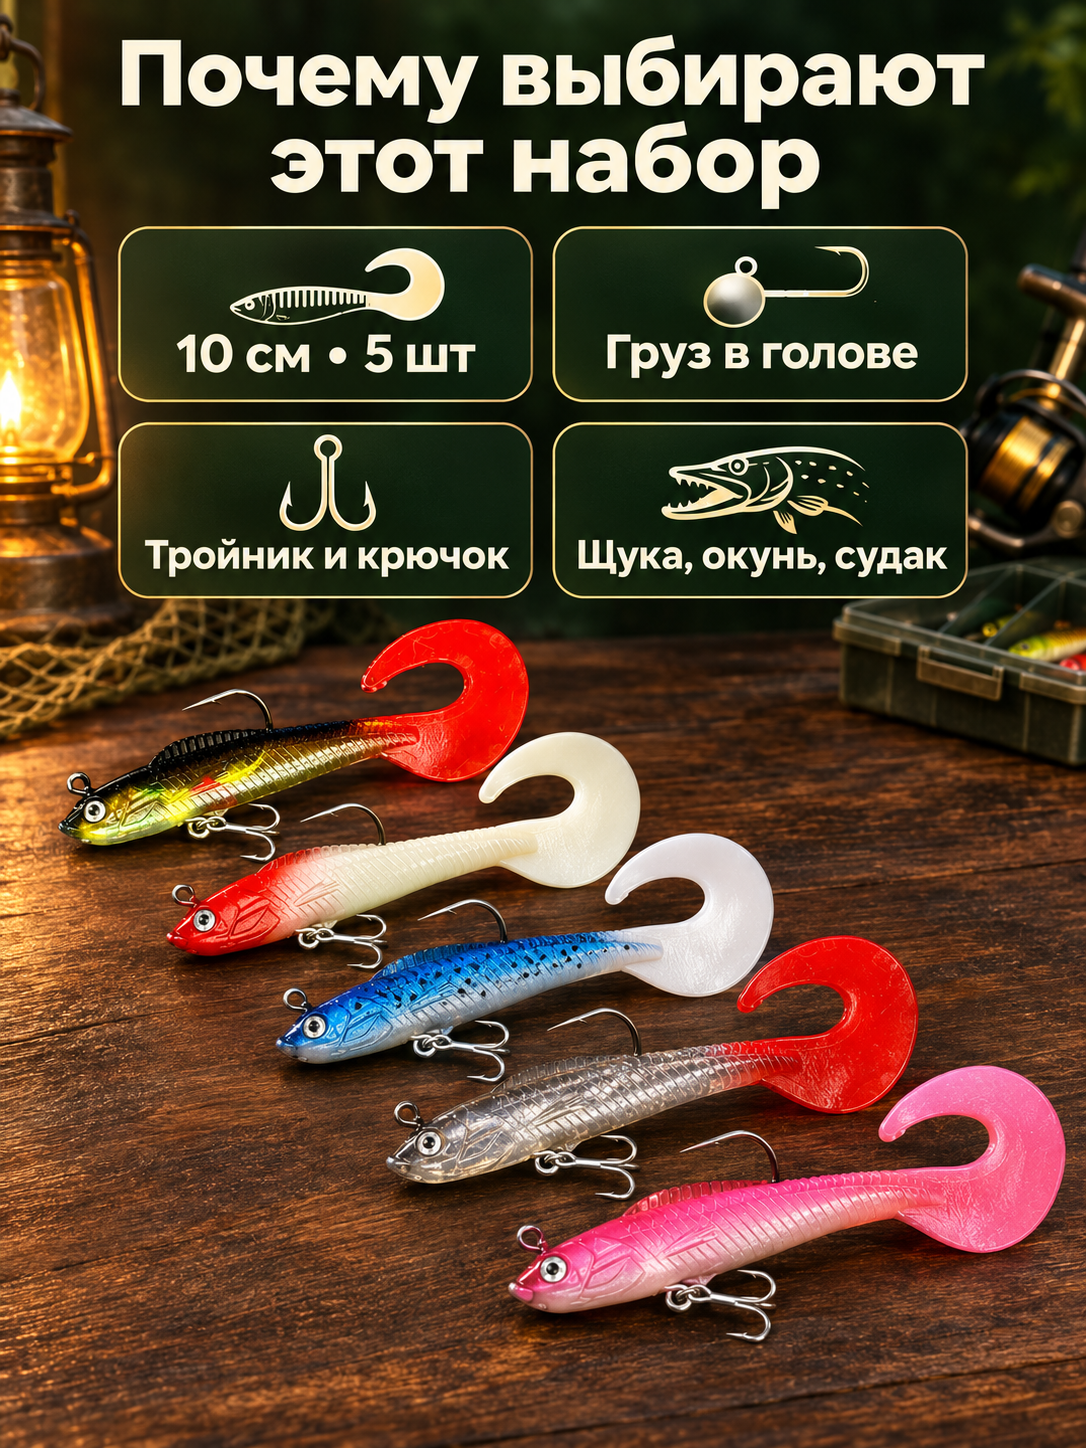 Почему выбирают
этот набор
10 см • 5 шт
Груз в голове
Тройник и крючок
Щука, окунь, судак